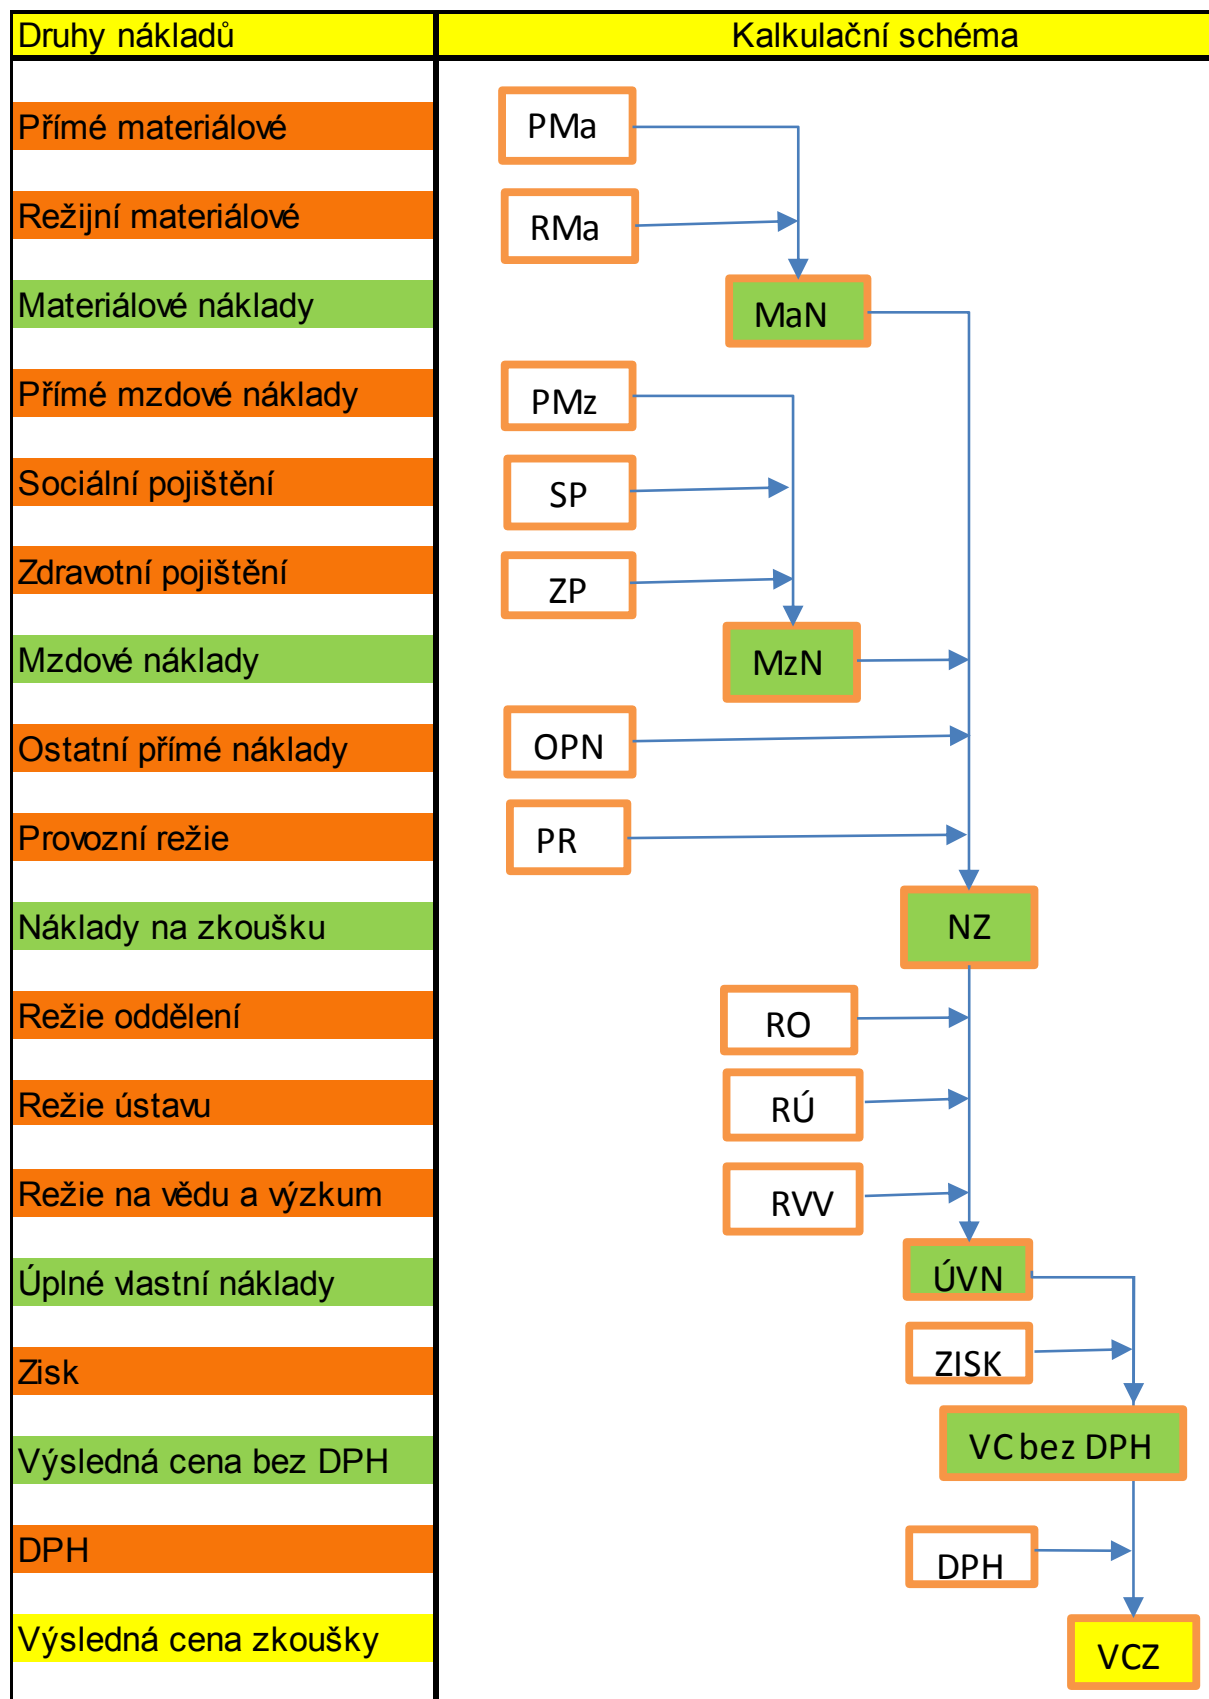 Druhy nákladů Kalkulační schéma
Přímé materiálové PMa
Režijní materiálové RMa
Materiálové náklady MaN
Přímé mzdové náklady PMz
Sociální pojištění SP
Zdravotní pojištění ZP
Mzdové náklady MzN
Ostatní přímé náklady OPN
Provozní režie PR
Náklady na zkoušku NZ
Režie oddělení RO
Režie ústavu RÚ
Režie na vědu a výzkum RVV
Úplné vlastní náklady ÚVN
Zisk ZISK
Výsledná cena bez DPH VC bez DPH
DPH DPH
Výsledná cena zkoušky VCZ